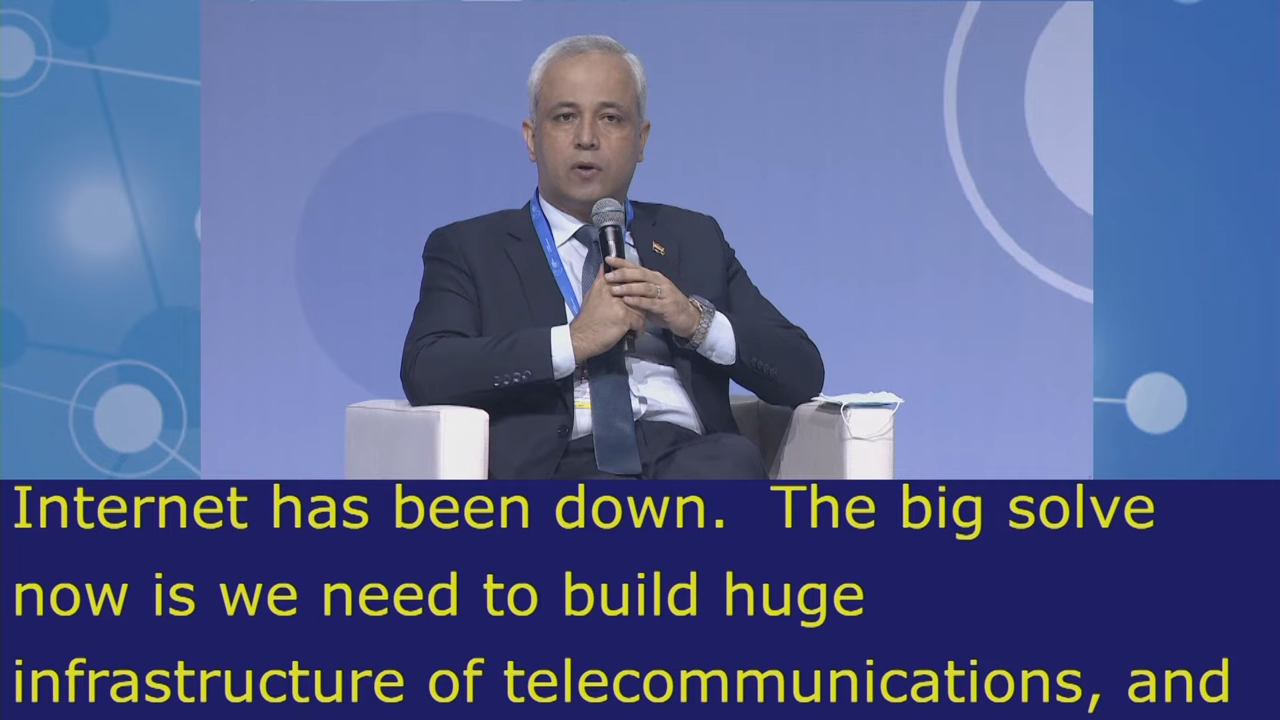 Internet has been down.  The big solve
now is we need to build huge
infrastructure of telecommunications, and